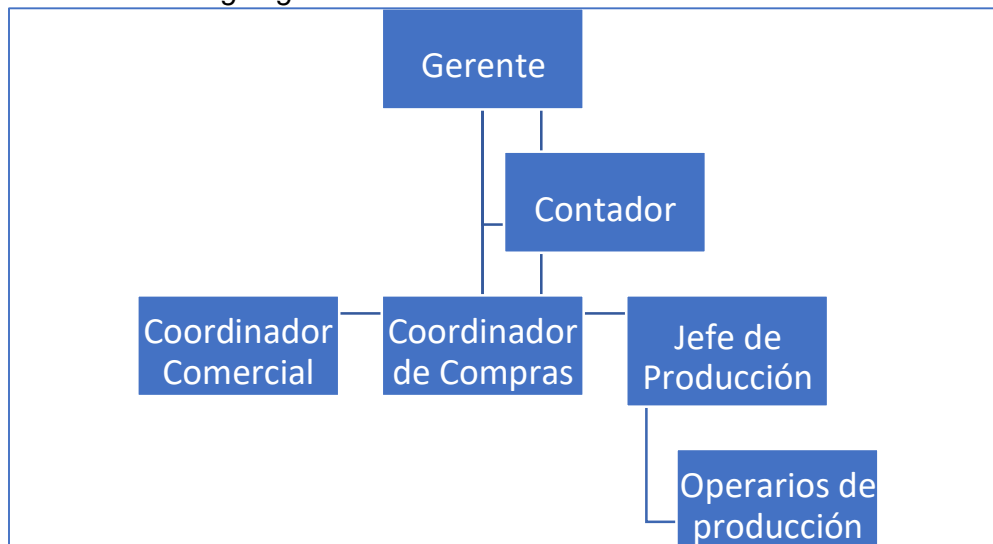 Gerente
Contador
Coordinador
Comercial
Coordinador
de Compras
Jefe de
Producción
Operarios de
producción